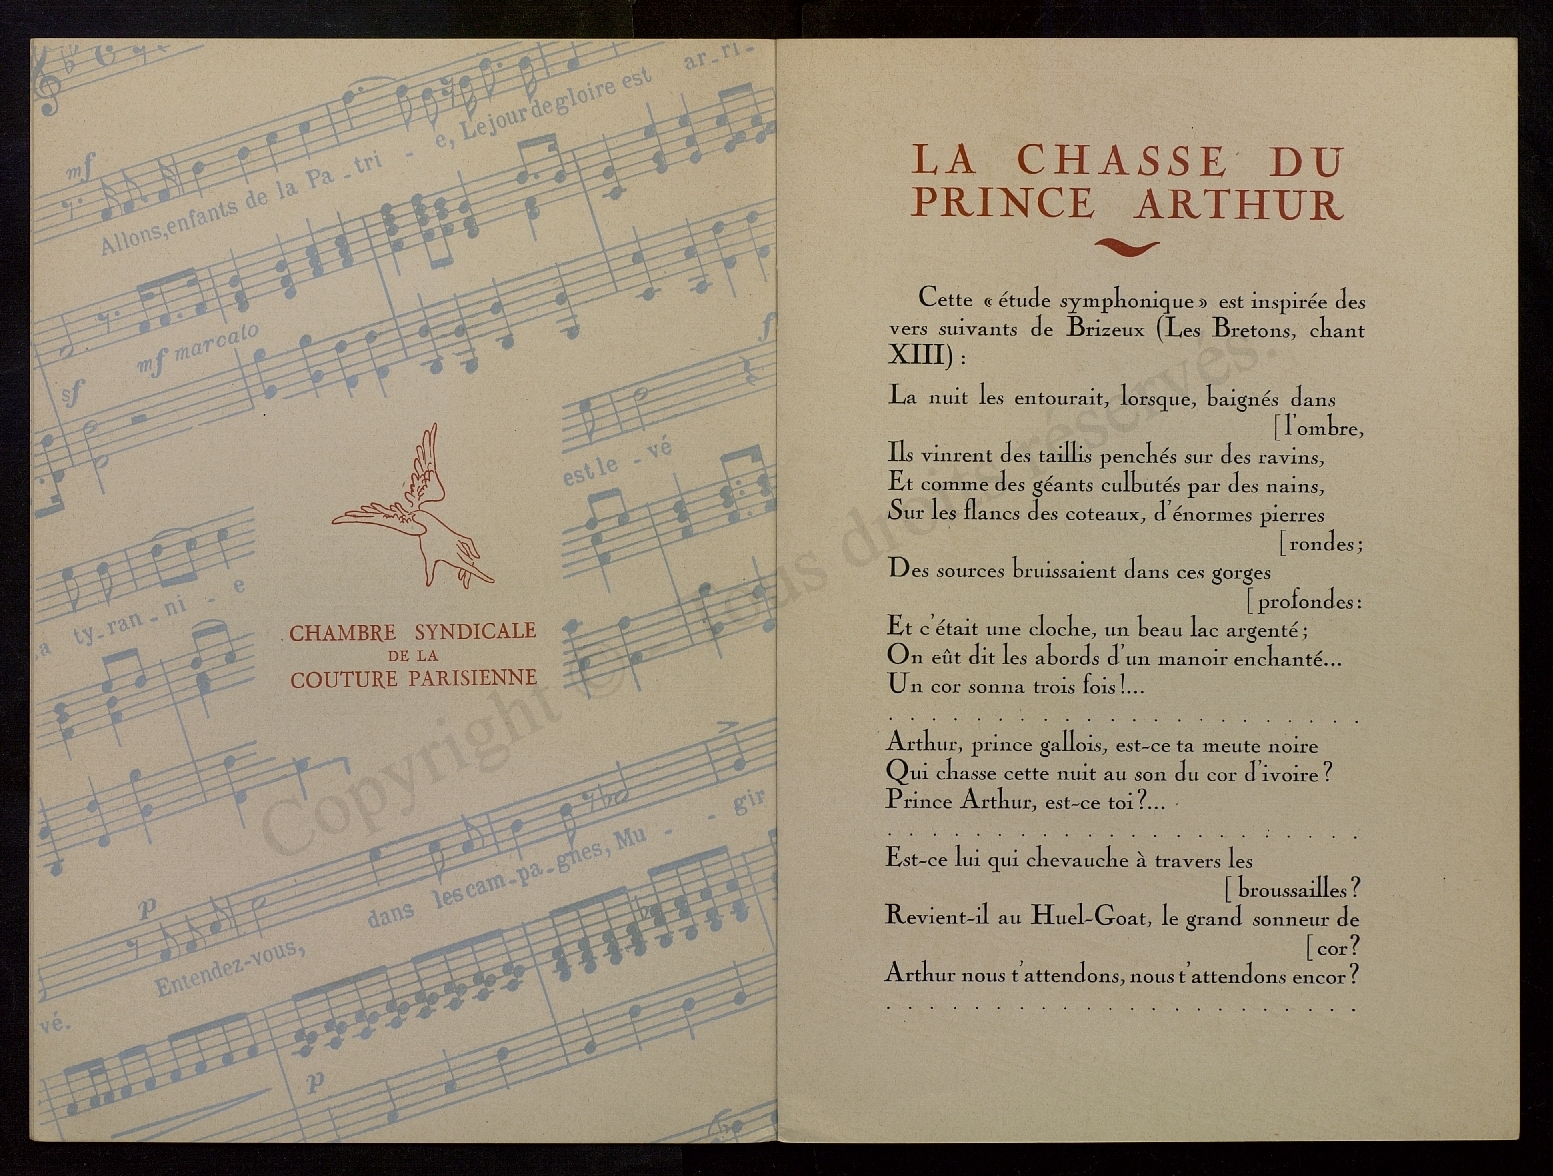 mf
Allons, enfants de la Pa - tri - e, Le jour de gloire est ar - ri -
mf marcato
sf
f
est le - vé
a ty - ran - ni - e
CHAMBRE SYNDICALE
DE LA
COUTURE PARISIENNE
p
Entendez-vous, dans les cam - pa - gnes, Mu - - gir
vé.
p
LA CHASSE DU
PRINCE ARTHUR
Cette « étude symphonique » est inspirée des
vers suivants de Brizeux (Les Bretons, chant
XIII) :
La nuit les entourait, lorsque, baignés dans
[l'ombre,
Ils vinrent des taillis penchés sur des ravins,
Et comme des géants culbutés par des nains,
Sur les flancs des coteaux, d'énormes pierres
[rondes ;
Des sources bruissaient dans ces gorges
[profondes :
Et c'était une cloche, un beau lac argenté ;
On eût dit les abords d'un manoir enchanté...
Un cor sonna trois fois !...
. . . . . . . . . . . . . . . . . . . . . .
Arthur, prince gallois, est-ce ta meute noire
Qui chasse cette nuit au son du cor d'ivoire ?
Prince Arthur, est-ce toi ?...
. . . . . . . . . . . . . . . . . . . . . .
Est-ce lui qui chevauche à travers les
[broussailles ?
Revient-il au Huel-Goat, le grand sonneur de
[cor ?
Arthur nous t'attendons, nous t'attendons encor ?
. . . . . . . . . . . . . . . . . . . . . .
Copyright © Tous droits réservés.